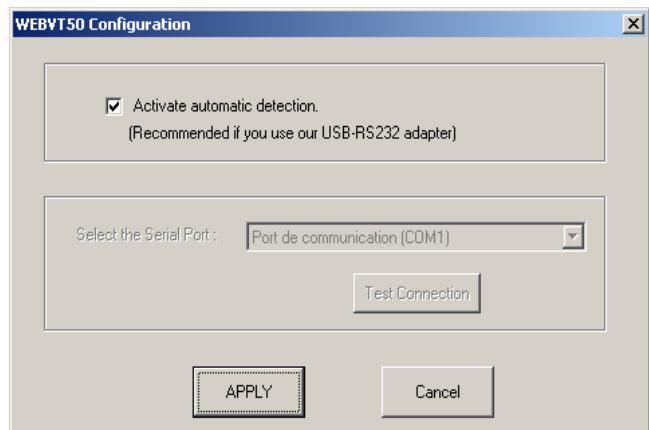 WEBVT50 Configuration
Activate automatic detection.
(Recommended if you use our USB-RS232 adapter)
Select the Serial Port :
Port de communication (COM1)
Test Connection
APPLY
Cancel